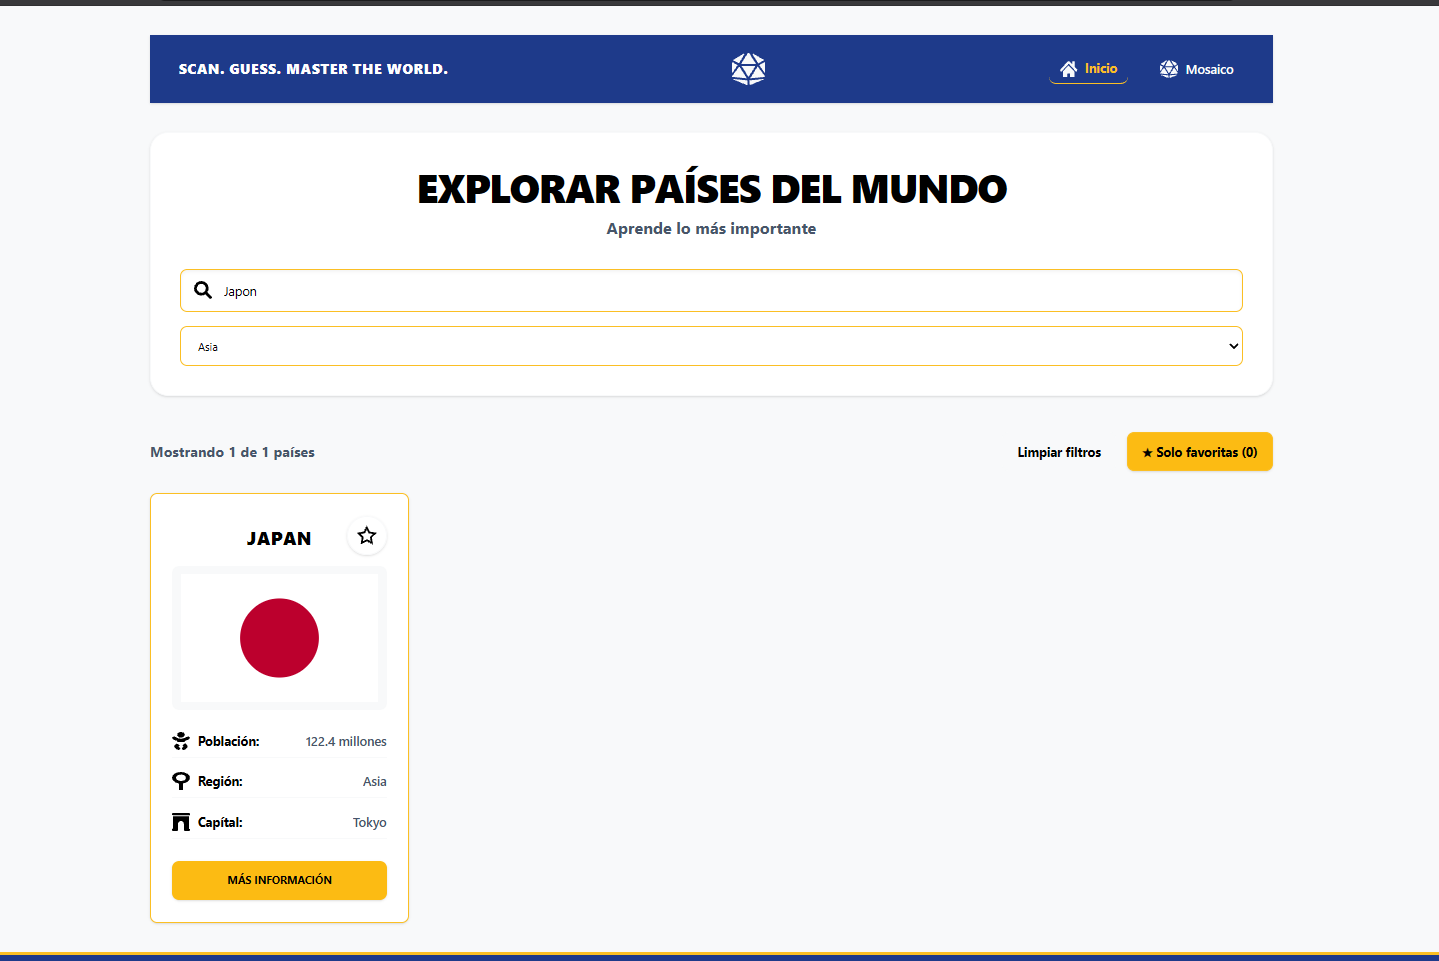 SCAN. GUESS. MASTER THE WORLD.
Inicio
Mosaico
EXPLORAR PAÍSES DEL MUNDO
Aprende lo más importante
Japon
Asia
Mostrando 1 de 1 países
Limpiar filtros
★ Solo favoritas (0)
JAPAN
Población: 122.4 millones
Región: Asia
Capítal: Tokyo
MÁS INFORMACIÓN